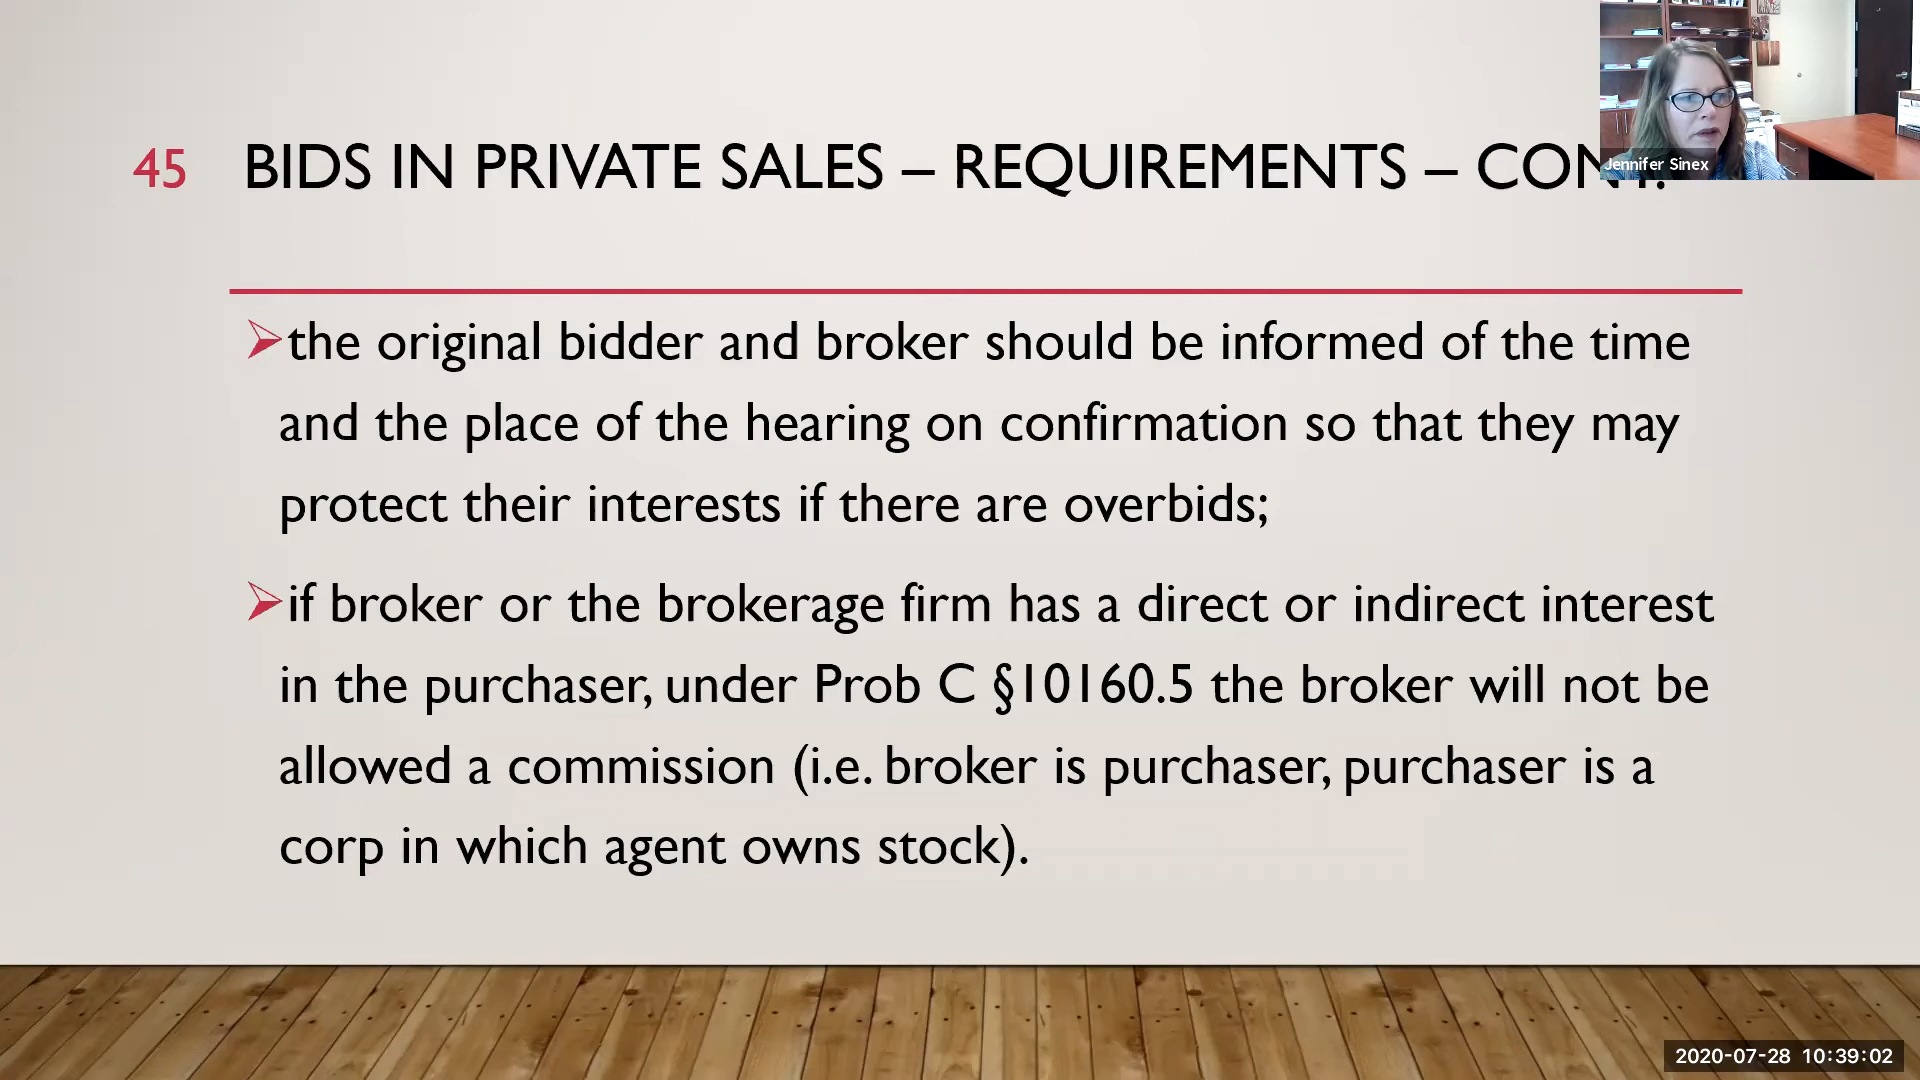 45 BIDS IN PRIVATE SALES – REQUIREMENTS – CONT.
Jennifer Sinex
➢the original bidder and broker should be informed of the time
and the place of the hearing on confirmation so that they may
protect their interests if there are overbids;
➢if broker or the brokerage firm has a direct or indirect interest
in the purchaser, under Prob C §10160.5 the broker will not be
allowed a commission (i.e. broker is purchaser, purchaser is a
corp in which agent owns stock).
2020-07-28 10:39:02